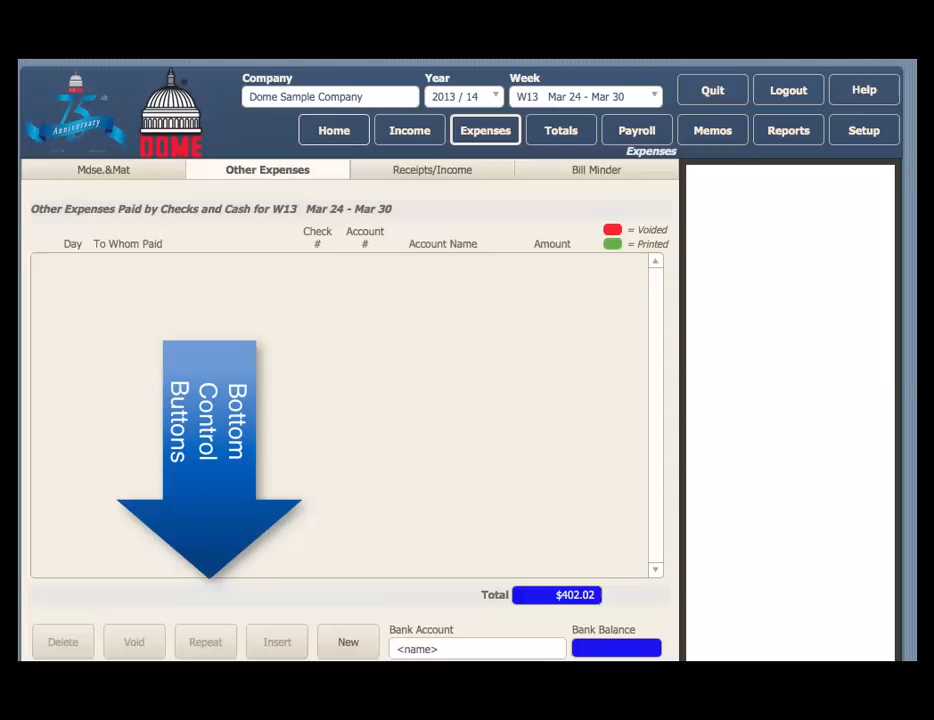 Company
Year
Week
Dome Sample Company
2013 / 14
W13 Mar 24 - Mar 30
Quit
Logout
Help
75
Anniversary
DOME
Home
Income
Expenses
Totals
Payroll
Memos
Reports
Setup
Expenses
Mdse.&Mat
Other Expenses
Receipts/Income
Bill Minder
Other Expenses Paid by Checks and Cash for W13 Mar 24 - Mar 30
= Voided
= Printed
Day
To Whom Paid
Check
#
Account
#
Account Name
Amount
Bottom
Control
Buttons
Total
$402.02
Delete
Void
Repeat
Insert
New
Bank Account
<name>
Bank Balance